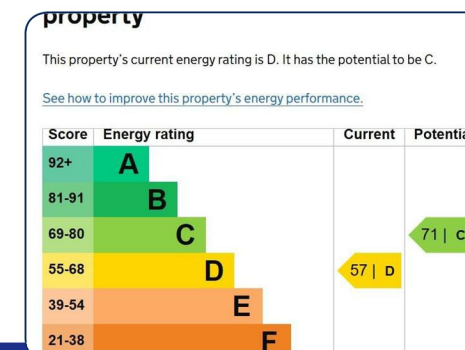 property
This property's current energy rating is D. It has the potential to be C.
See how to improve this property's energy performance.
Score Energy rating Current Potentia
92+ A
81-91 B
69-80 C 71 | C
55-68 D 57 | D
39-54 E
21-38 F